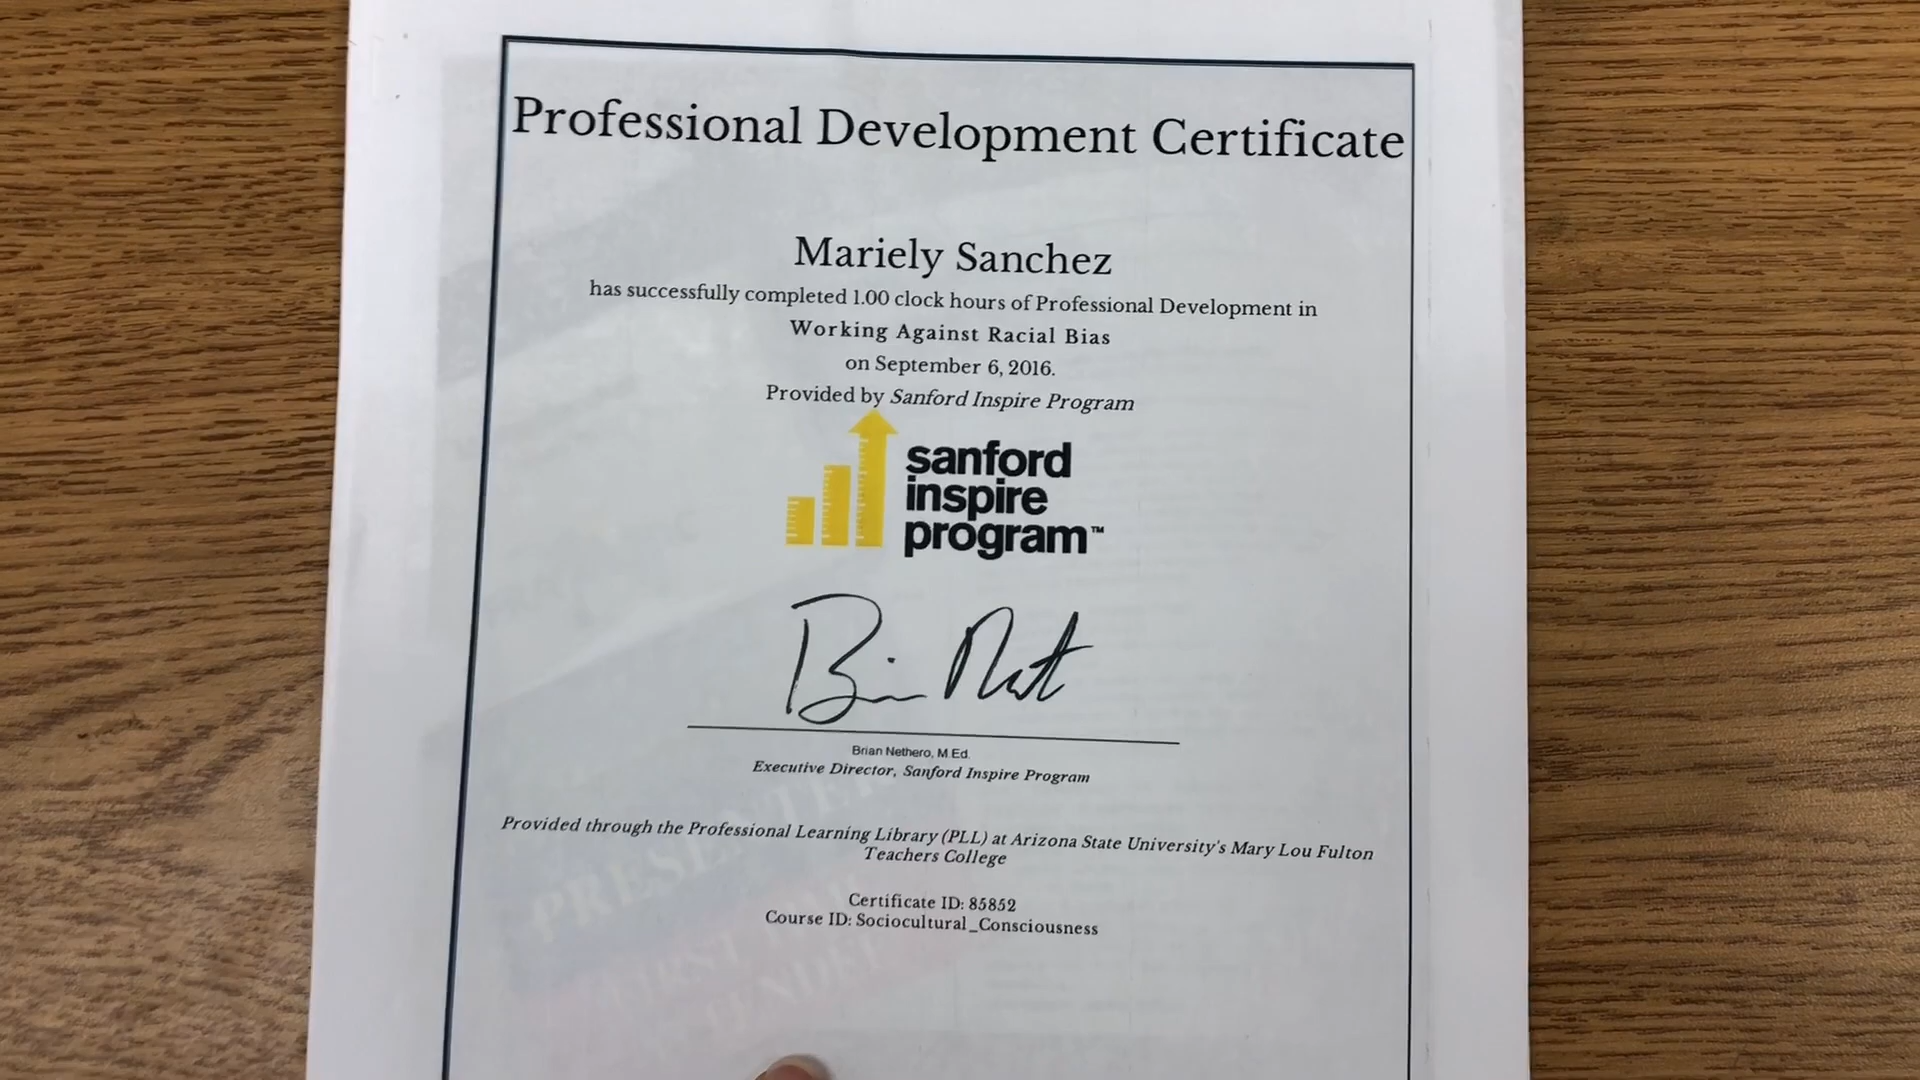 Professional Development Certificate
Mariely Sanchez
has successfully completed 1.00 clock hours of Professional Development in
Working Against Racial Bias
on September 6, 2016.
Provided by Sanford Inspire Program
sanford
inspire
program™
Brian Nethero, M.Ed.
Executive Director, Sanford Inspire Program
Provided through the Professional Learning Library (PLL) at Arizona State University's Mary Lou Fulton
Teachers College
Certificate ID: 85852
Course ID: Sociocultural_Consciousness